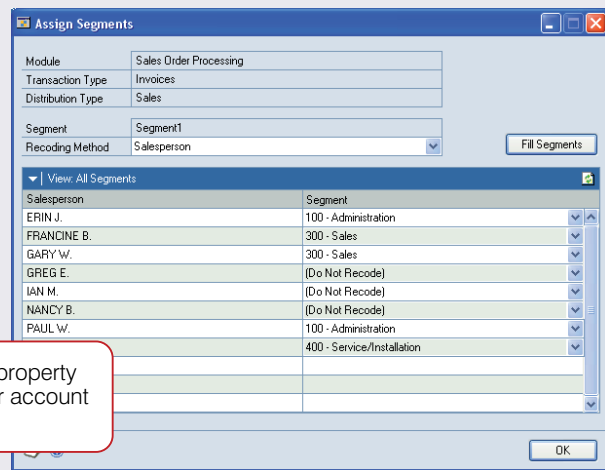 Assign Segments
Module Sales Order Processing
Transaction Type Invoices
Distribution Type Sales
Segment Segment1
Recoding Method Salesperson Fill Segments
View: All Segments
Salesperson Segment
ERIN J. 100 - Administration
FRANCINE B. 300 - Sales
GARY W. 300 - Sales
GREG E. (Do Not Recode)
IAN M. (Do Not Recode)
NANCY B. (Do Not Recode)
PAUL W. 100 - Administration
400 - Service/Installation
property
account
OK